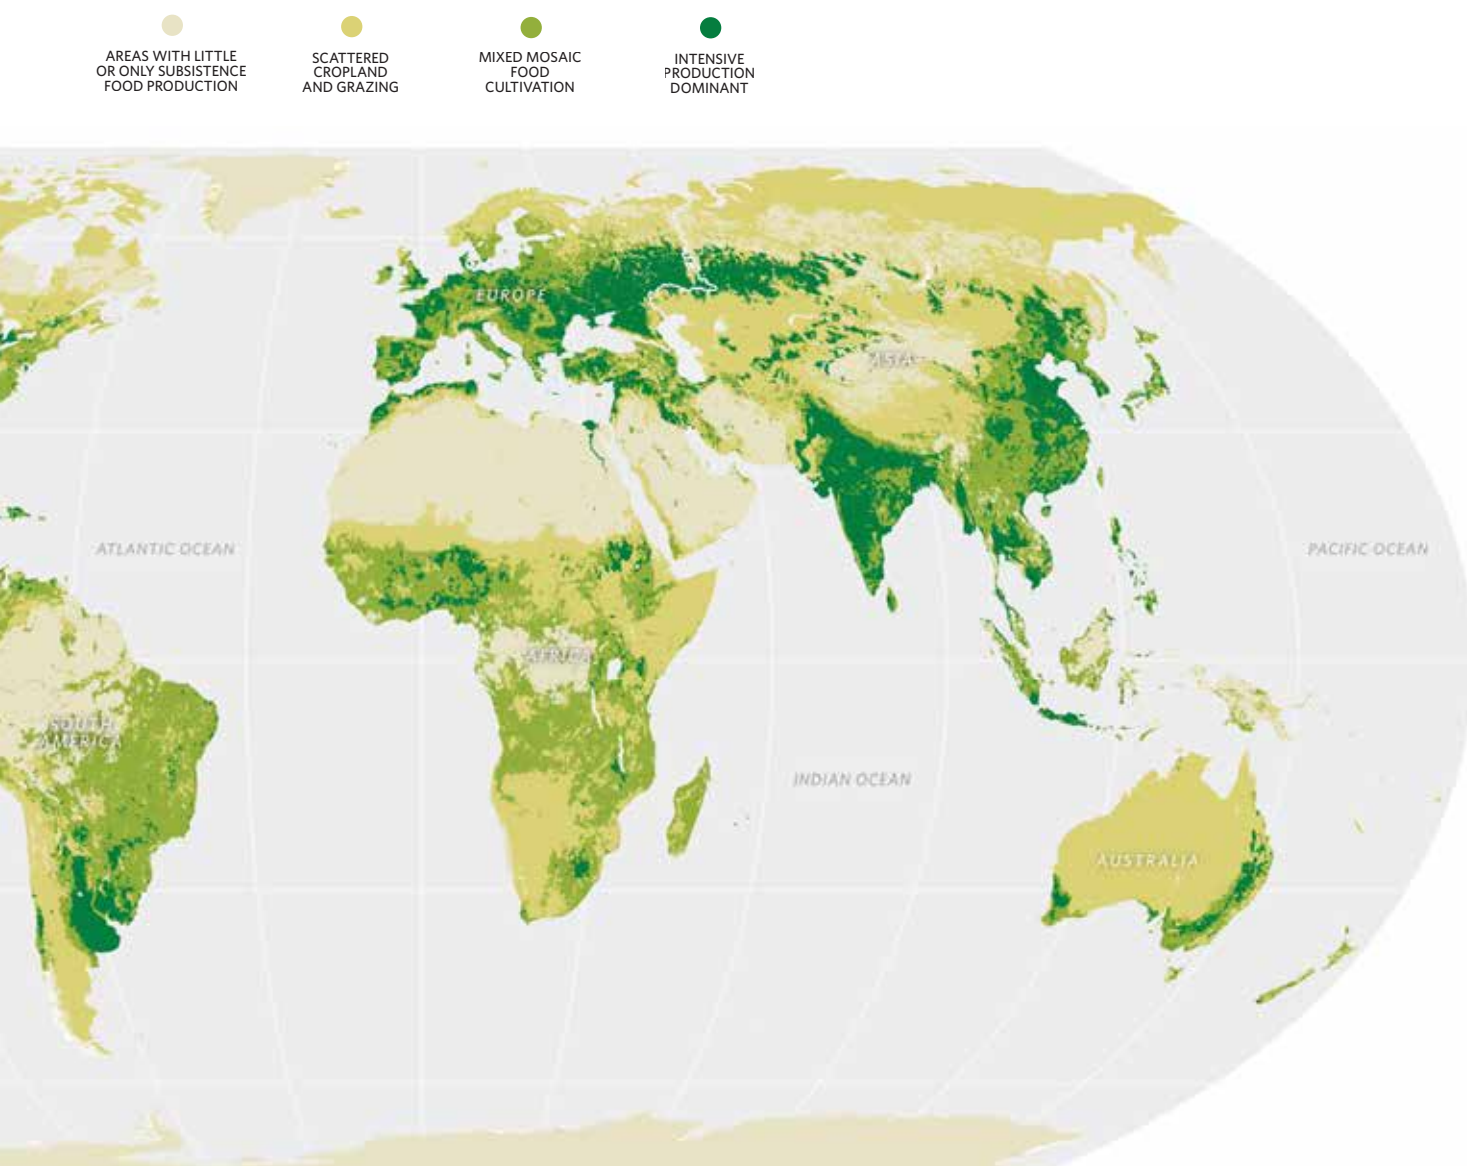 AREAS WITH LITTLE
OR ONLY SUBSISTENCE
FOOD PRODUCTION
SCATTERED
CROPLAND
AND GRAZING
MIXED MOSAIC
FOOD
CULTIVATION
INTENSIVE
PRODUCTION
DOMINANT
EUROPE
ASIA
ATLANTIC OCEAN
PACIFIC OCEAN
AFRICA
SOUTH
AMERICA
INDIAN OCEAN
AUSTRALIA